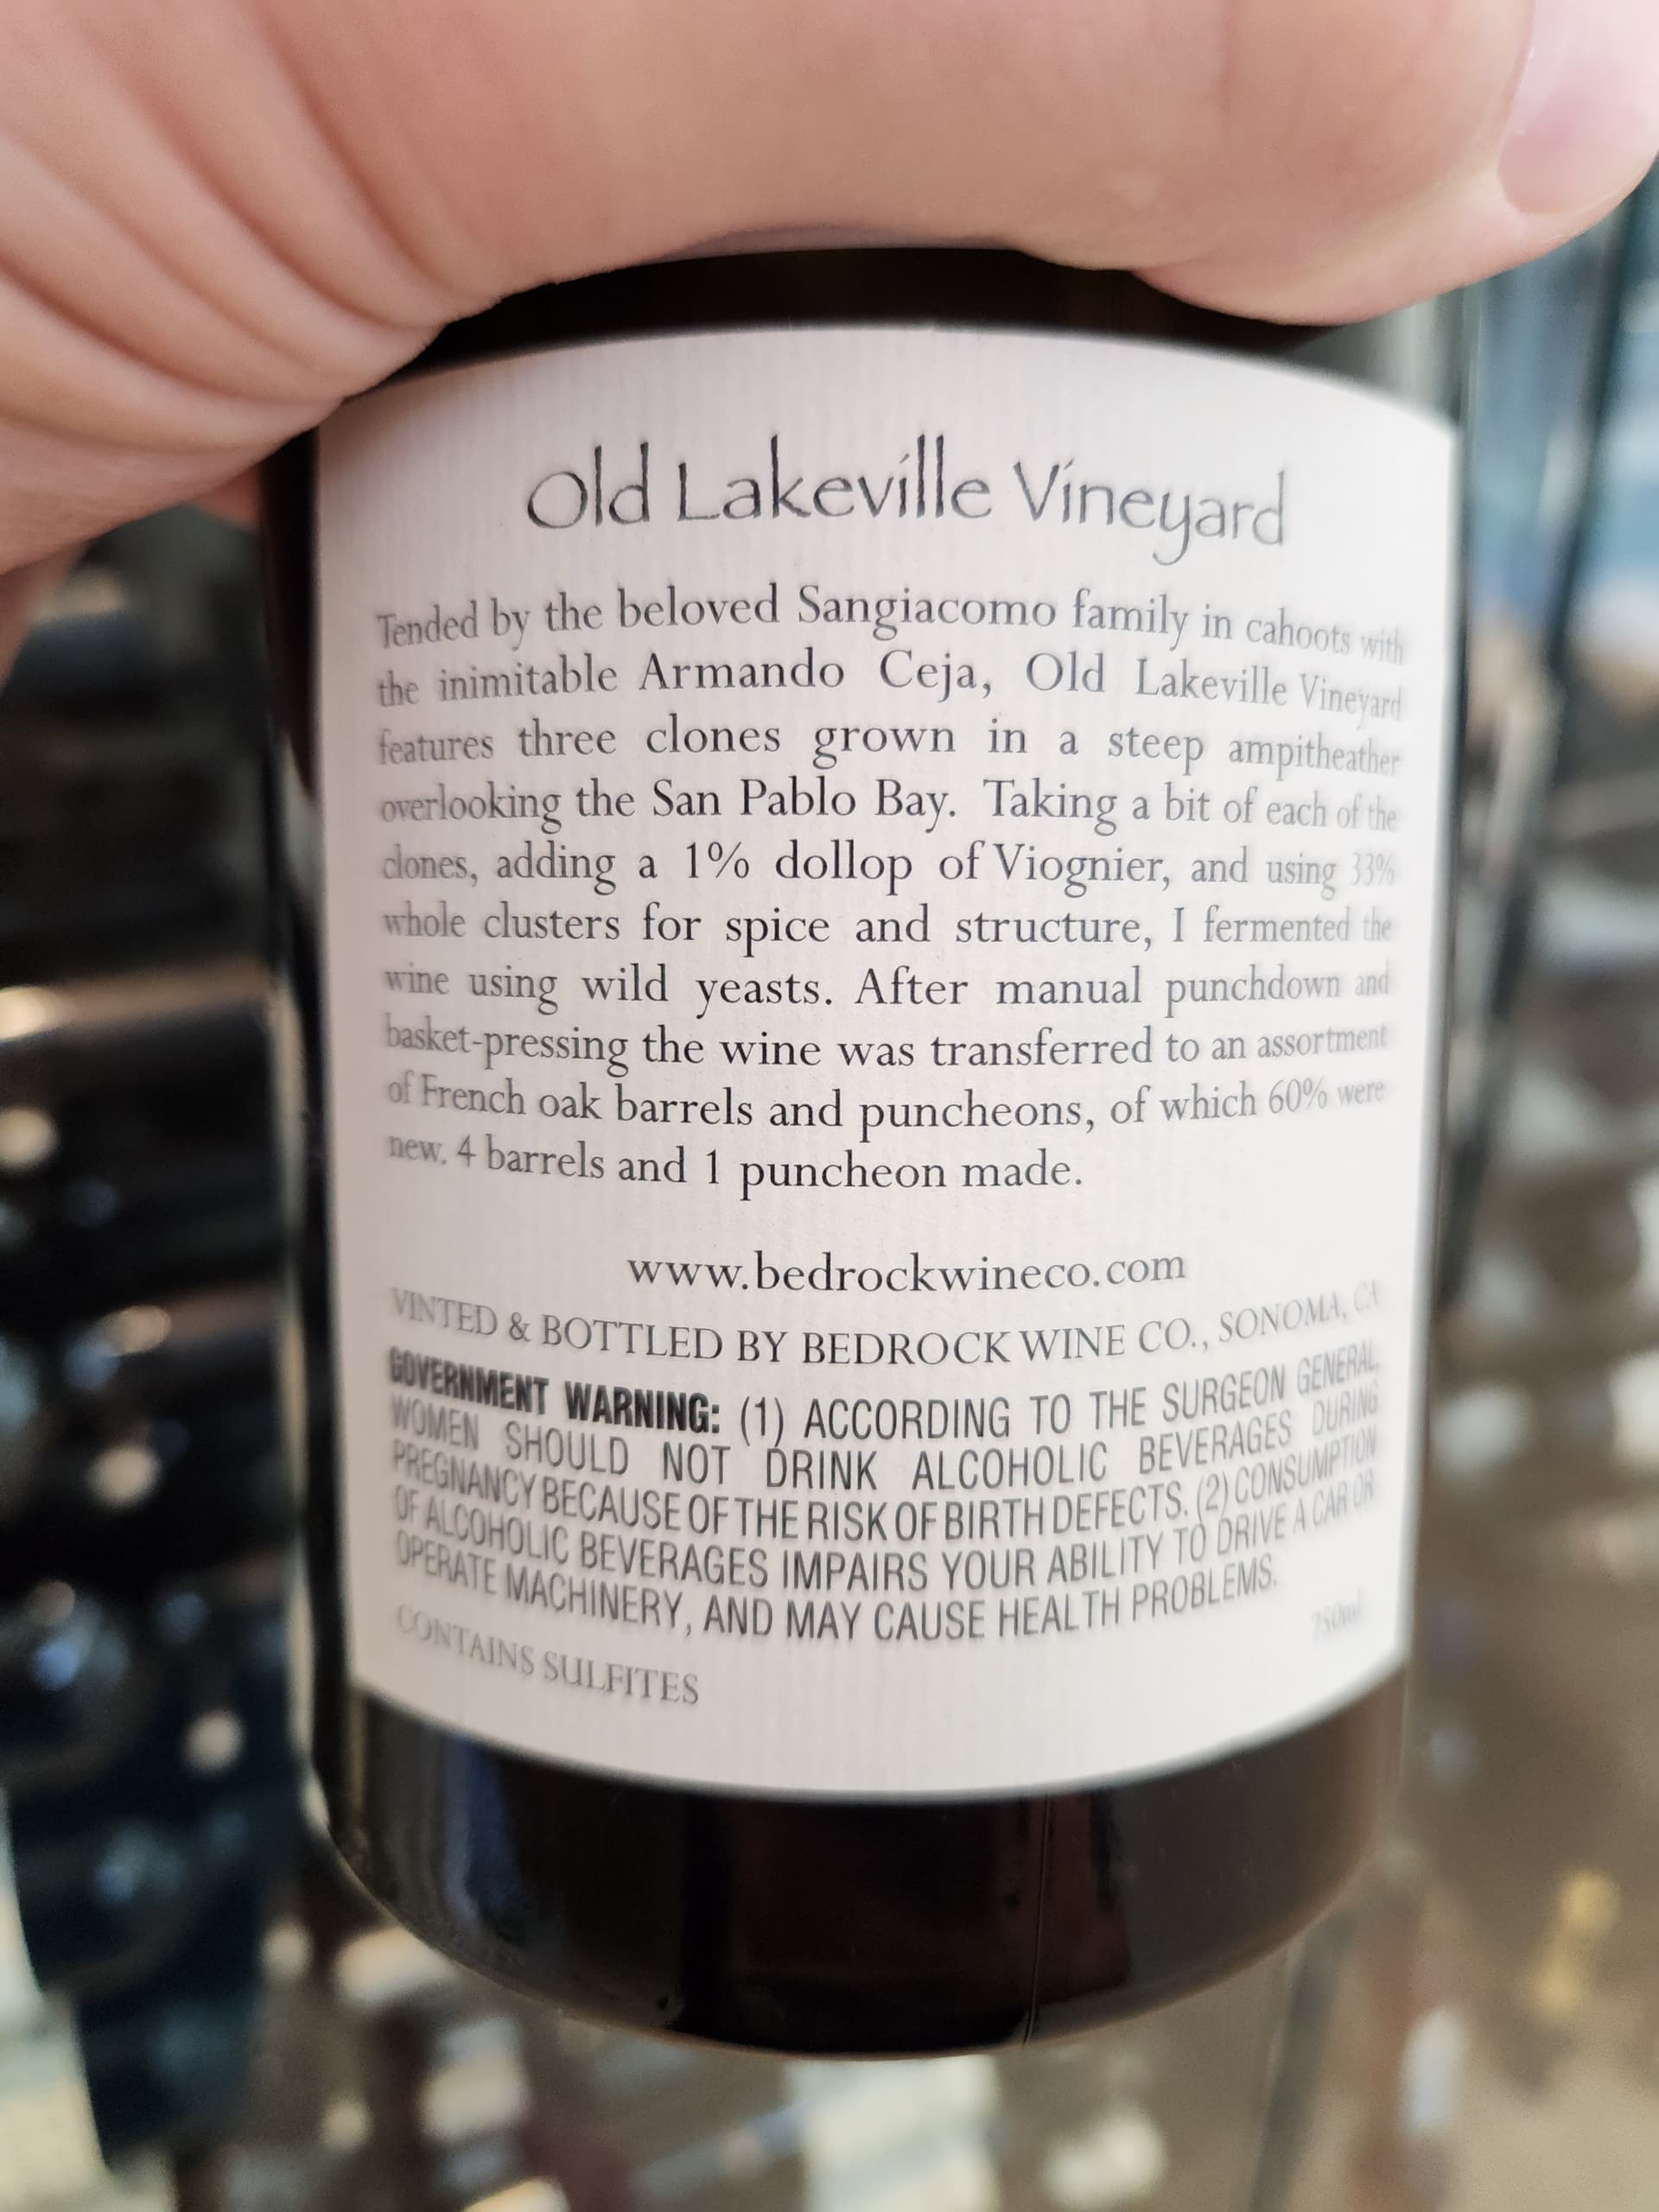 Old Lakeville Vineyard
Tended by the beloved Sangiacomo family in cahoots with
the inimitable Armando Ceja, Old Lakeville Vineyard
features three clones grown in a steep ampitheather
overlooking the San Pablo Bay. Taking a bit of each of the
clones, adding a 1% dollop of Viognier, and using 33%
whole clusters for spice and structure, I fermented the
wine using wild yeasts. After manual punchdown and
basket-pressing the wine was transferred to an assortment
of French oak barrels and puncheons, of which 60% were
new. 4 barrels and 1 puncheon made.
www.bedrockwineco.com
VINTED & BOTTLED BY BEDROCK WINE CO., SONOMA, CA
GOVERNMENT WARNING: (1) ACCORDING TO THE SURGEON GENERAL,
WOMEN SHOULD NOT DRINK ALCOHOLIC BEVERAGES DURING
PREGNANCY BECAUSE OF THE RISK OF BIRTH DEFECTS. (2) CONSUMPTION
OF ALCOHOLIC BEVERAGES IMPAIRS YOUR ABILITY TO DRIVE A CAR OR
OPERATE MACHINERY, AND MAY CAUSE HEALTH PROBLEMS.
750ml
CONTAINS SULFITES